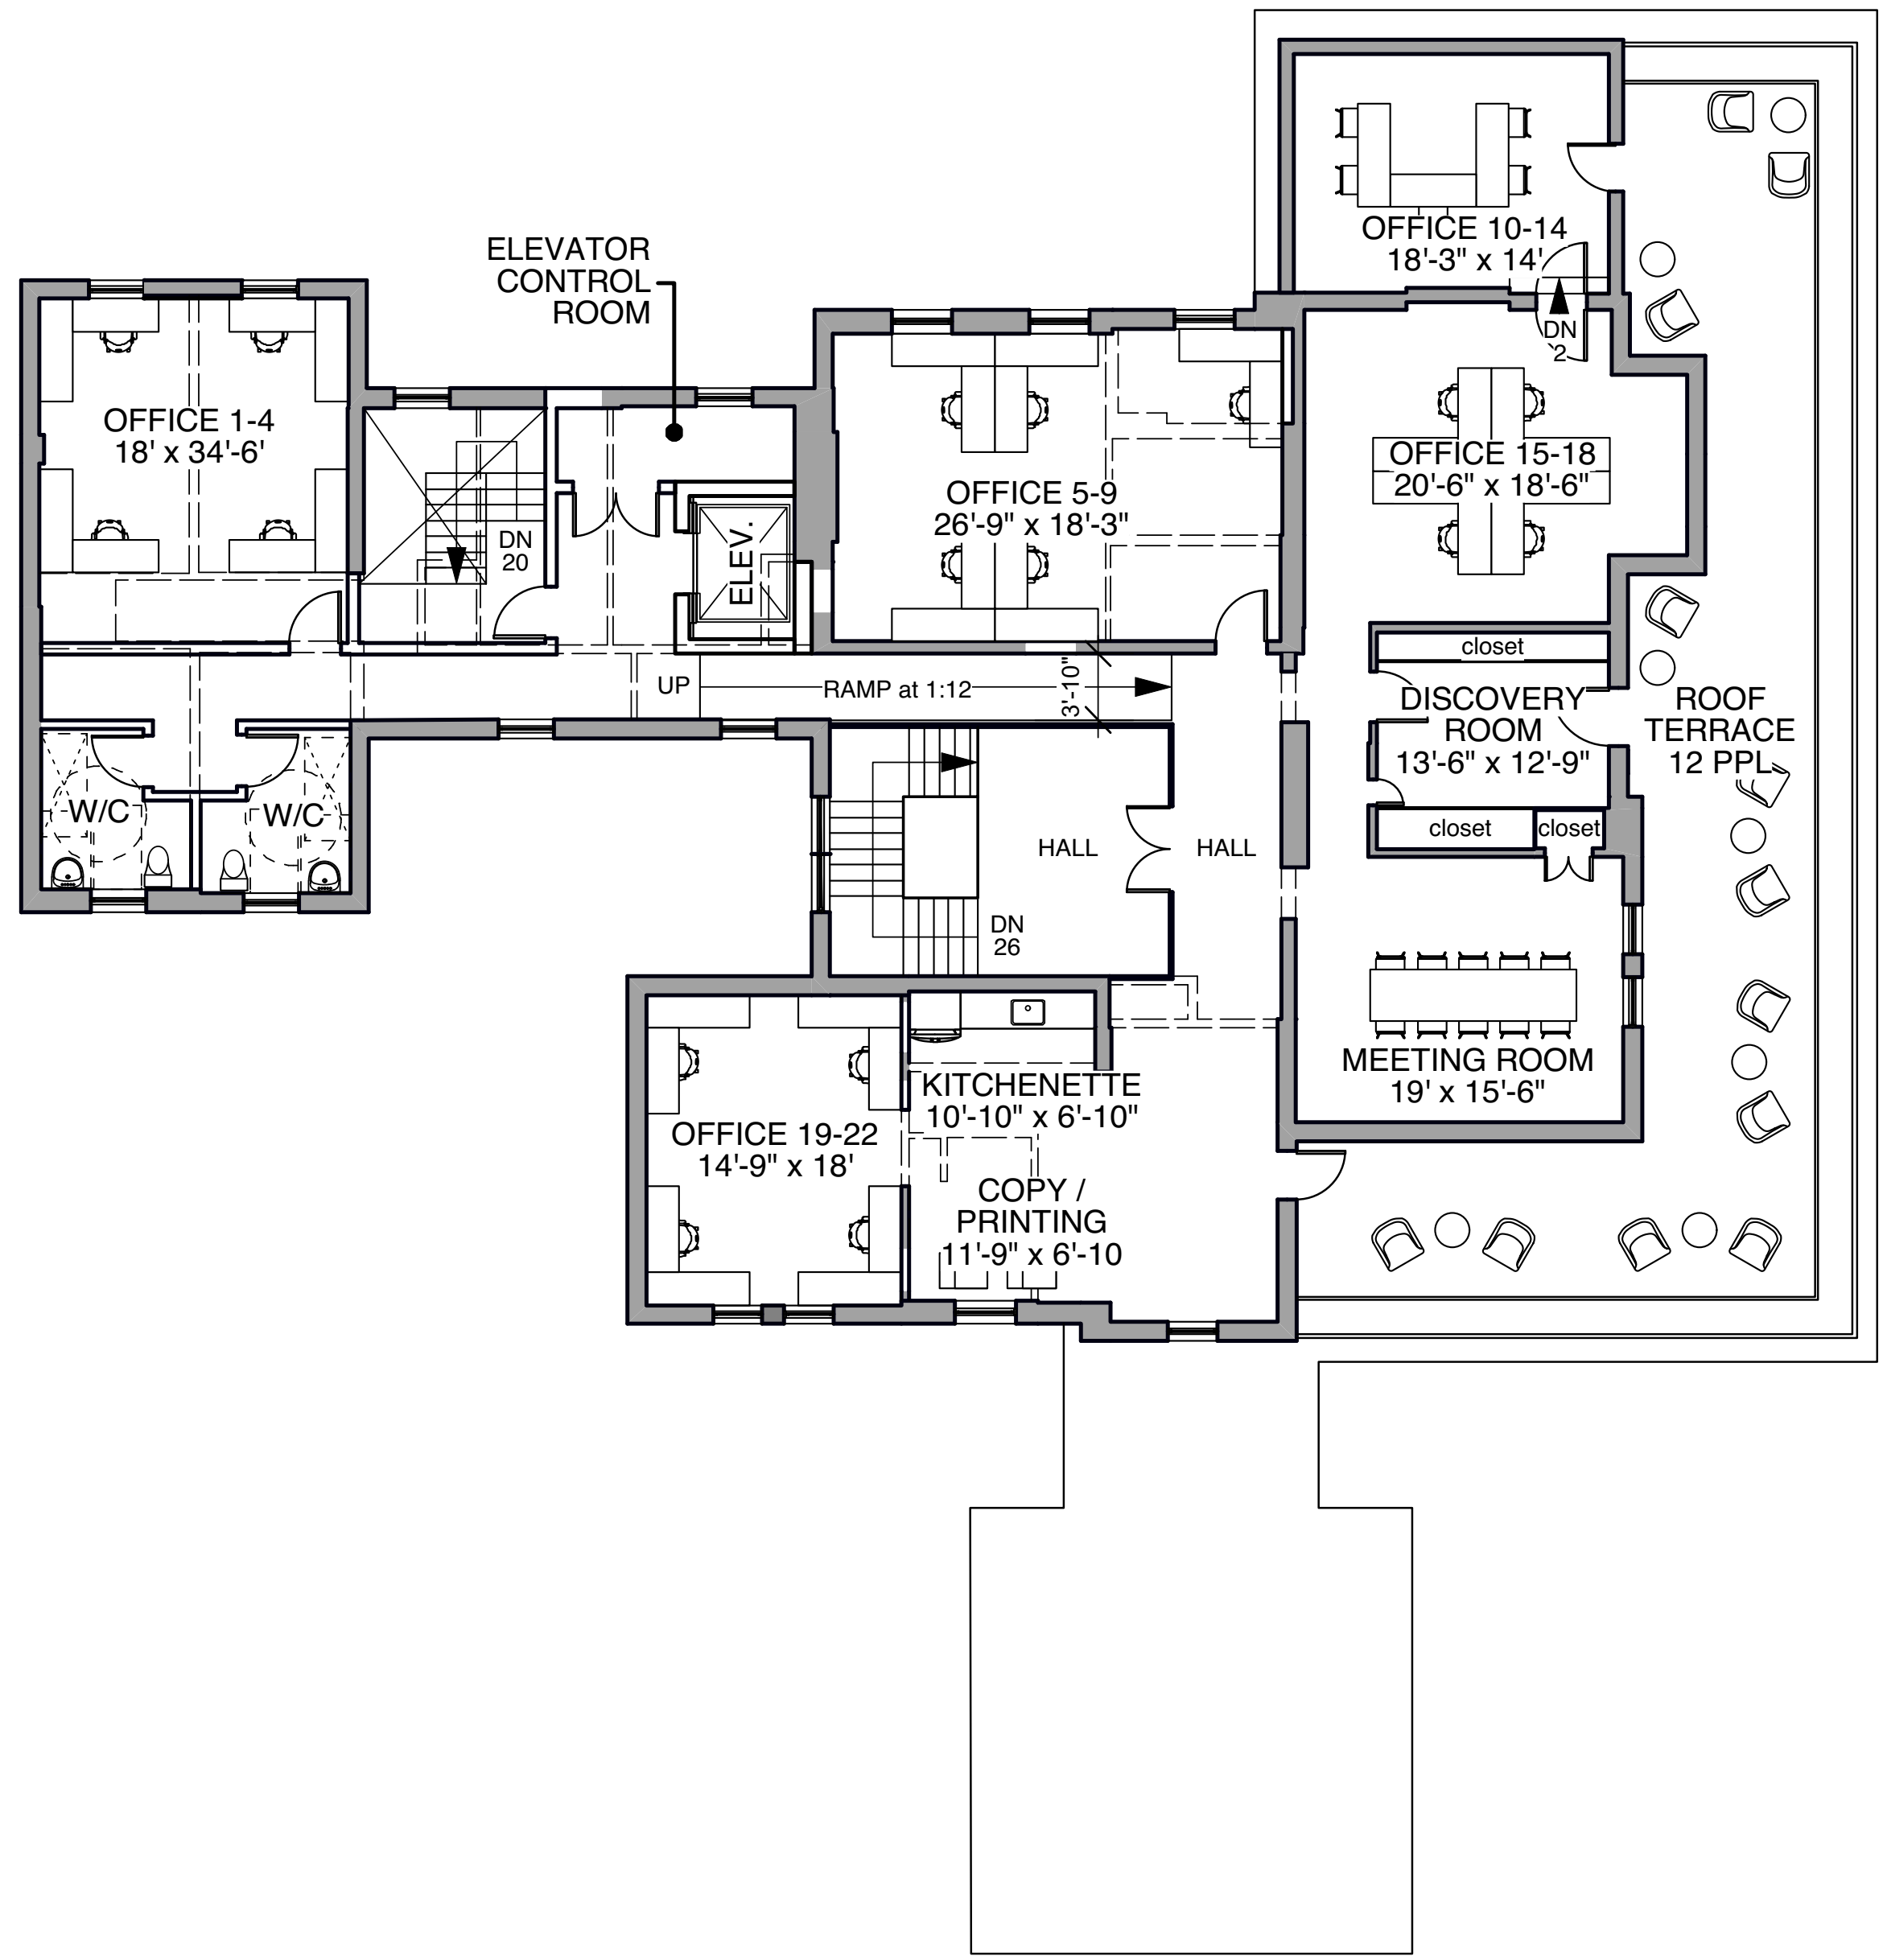 OFFICE 10-14
18'-3" x 14'
ELEVATOR
CONTROL
ROOM
DN
2
OFFICE 1-4
18' x 34'-6'
OFFICE 15-18
20'-6" x 18'-6"
OFFICE 5-9
26'-9" x 18'-3"
DN
20
ELEV.
closet
UP
RAMP at 1:12
3'-10"
DISCOVERY
ROOM
13'-6" x 12'-9"
ROOF
TERRACE
12 PPL
W/C
W/C
closet
closet
HALL
HALL
DN
26
MEETING ROOM
19' x 15'-6"
KITCHENETTE
10'-10" x 6'-10"
OFFICE 19-22
14'-9" x 18'
COPY /
PRINTING
11'-9" x 6'-10